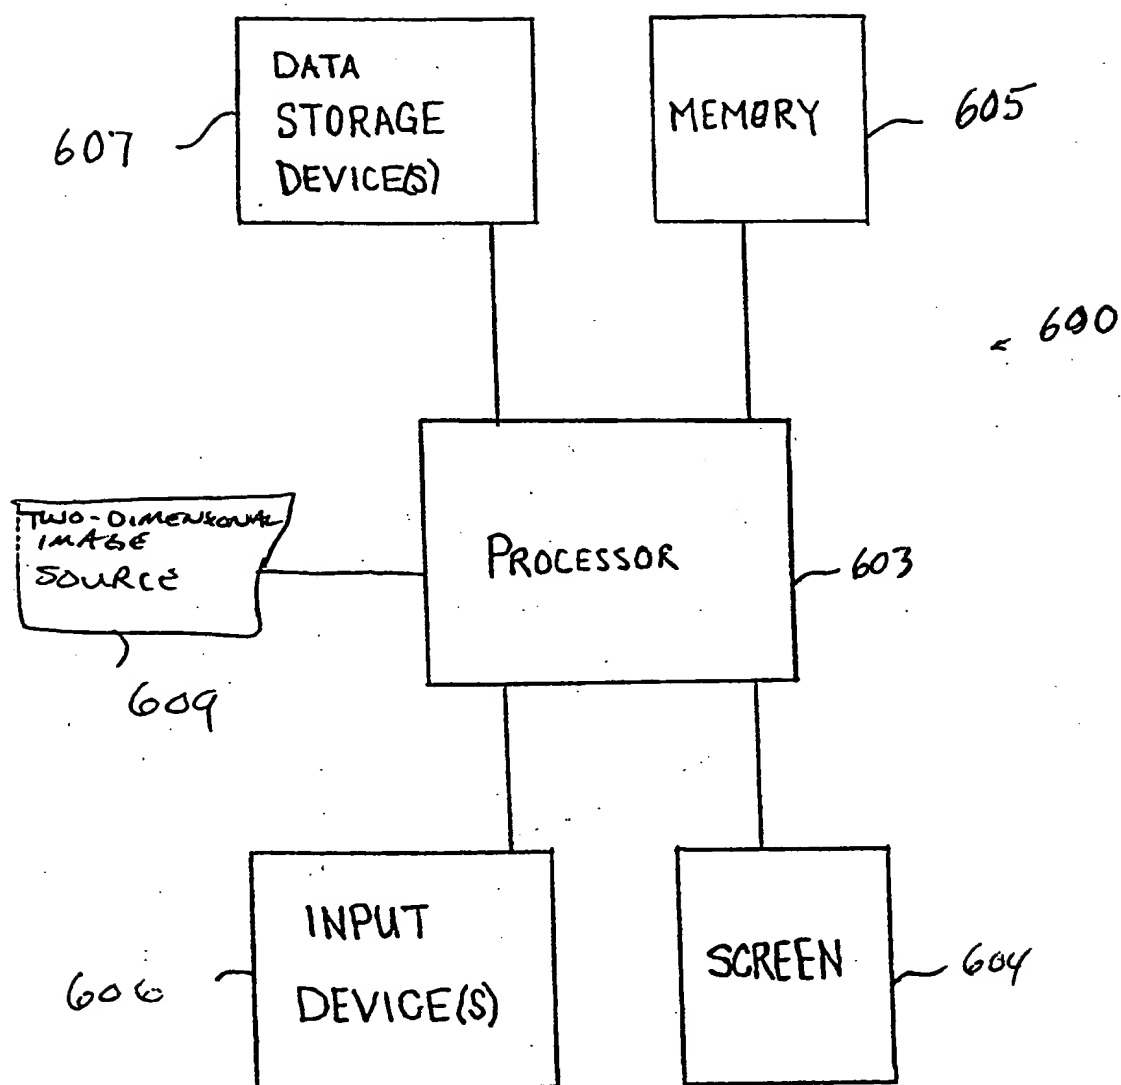 DATA
STORAGE
DEVICE(S)
607
MEMORY
605
600
TWO-DIMENSIONAL
IMAGE
SOURCE
609
PROCESSOR
603
INPUT
DEVICE(S)
606
SCREEN
604